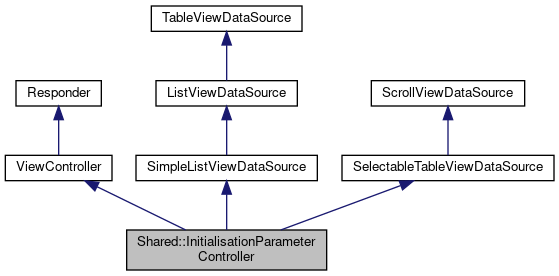 TableViewDataSource
Responder
ListViewDataSource
ScrollViewDataSource
ViewController
SimpleListViewDataSource
SelectableTableViewDataSource
Shared::InitialisationParameter
Controller